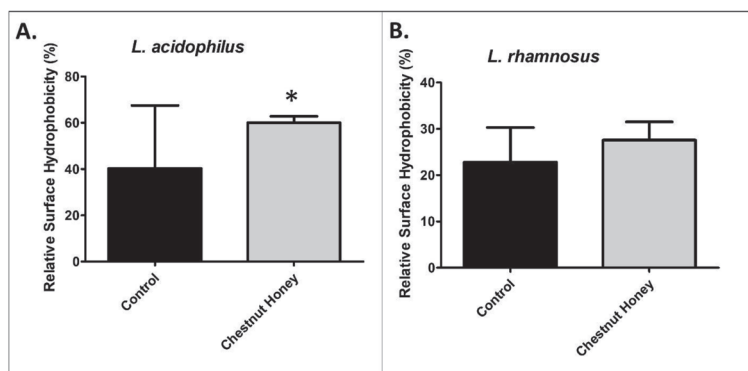 A.
L. acidophilus
Relative Surface Hydrophobicity (%)
80
60
40
20
0
*
Control
Chestnut Honey
B.
L. rhamnosus
Relative Surface Hydrophobicity (%)
40
30
20
10
0
Control
Chestnut Honey